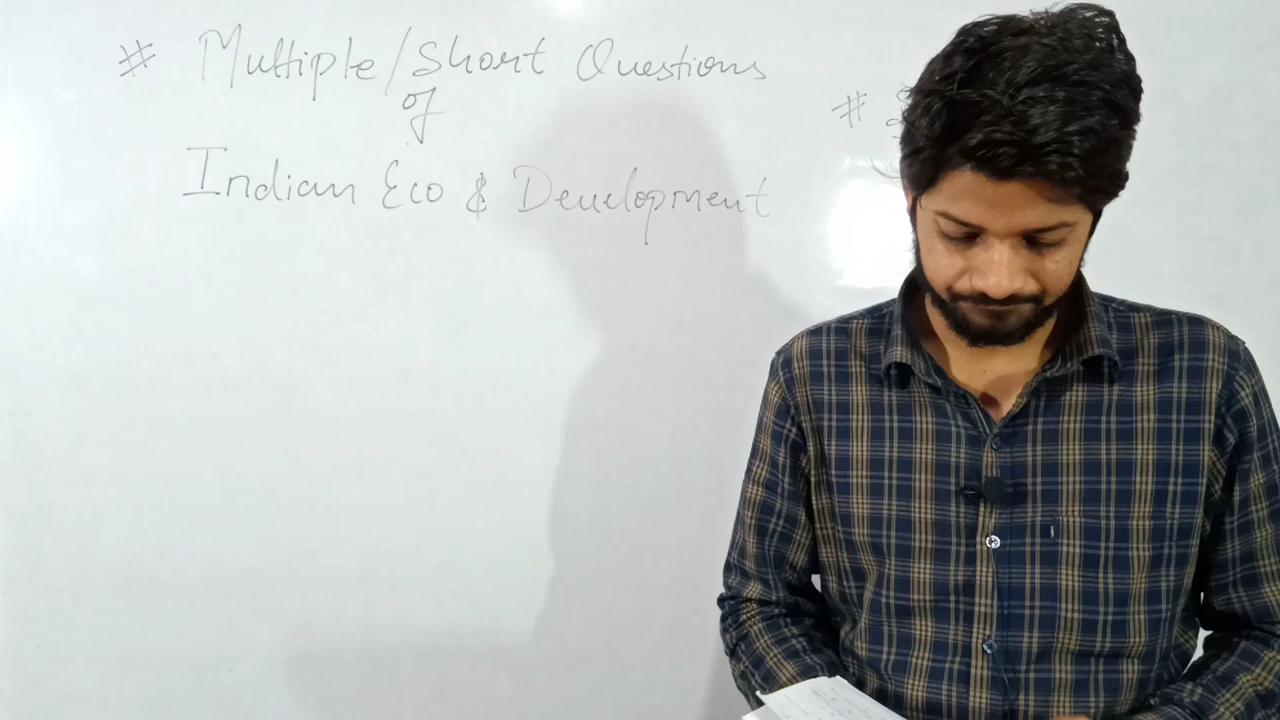 # Multiple/Short Questions
of
Indian Eco & Development
#